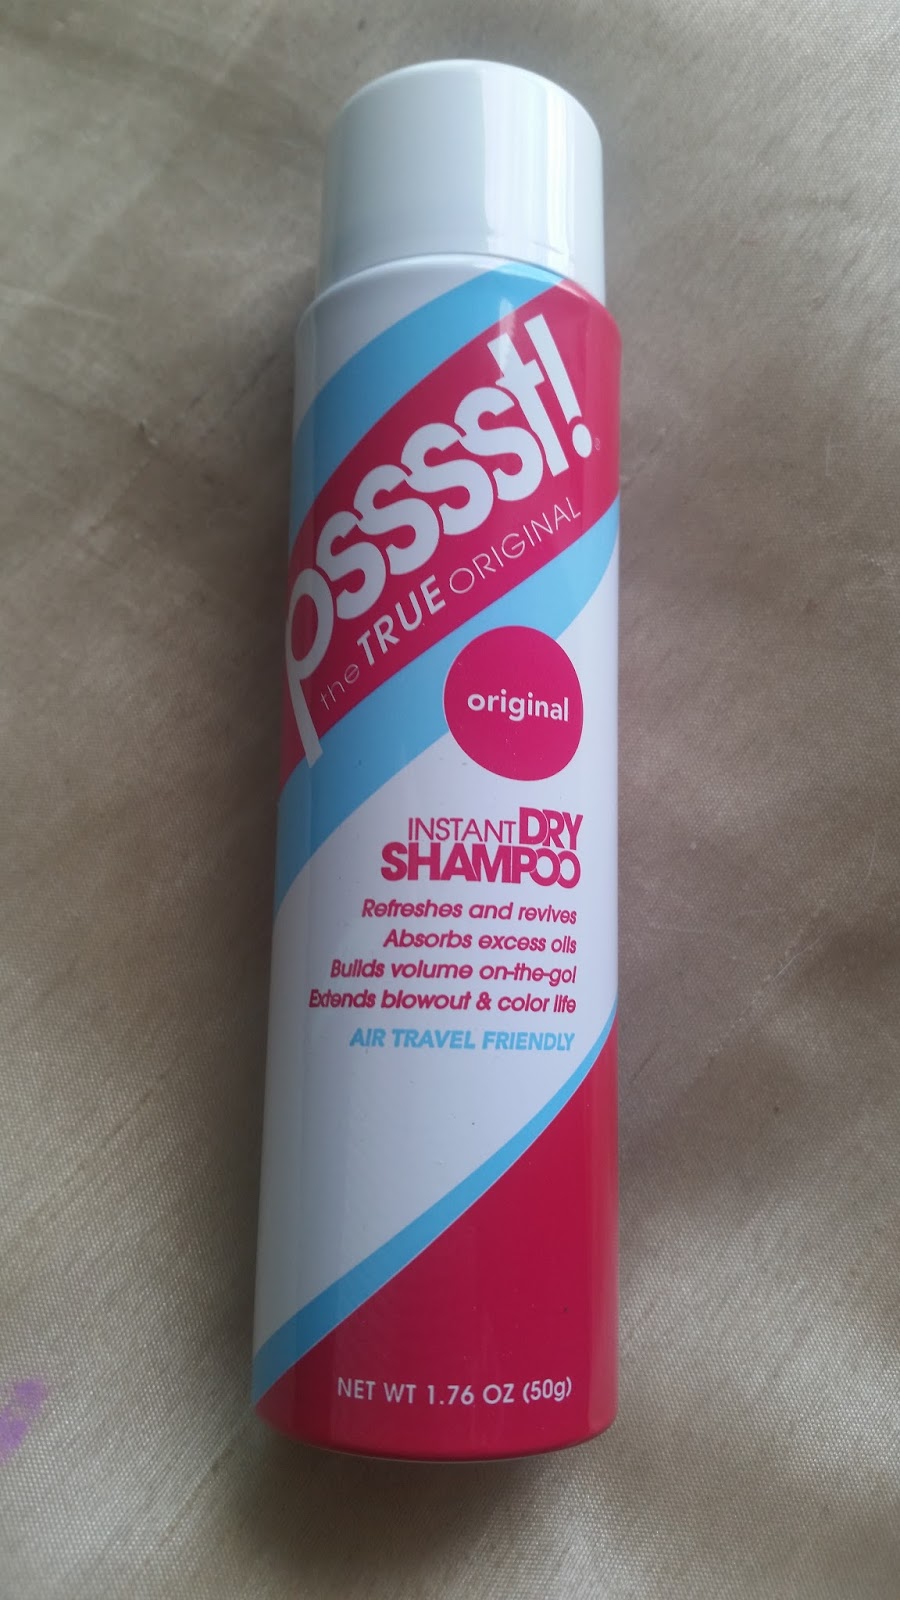 pssssst!
the TRUE ORIGINAL
original
INSTANT DRY
SHAMPOO
Refreshes and revives
Absorbs excess oils
Builds volume on-the-go!
Extends blowout & color life
AIR TRAVEL FRIENDLY
NET WT 1.76 OZ (50g)